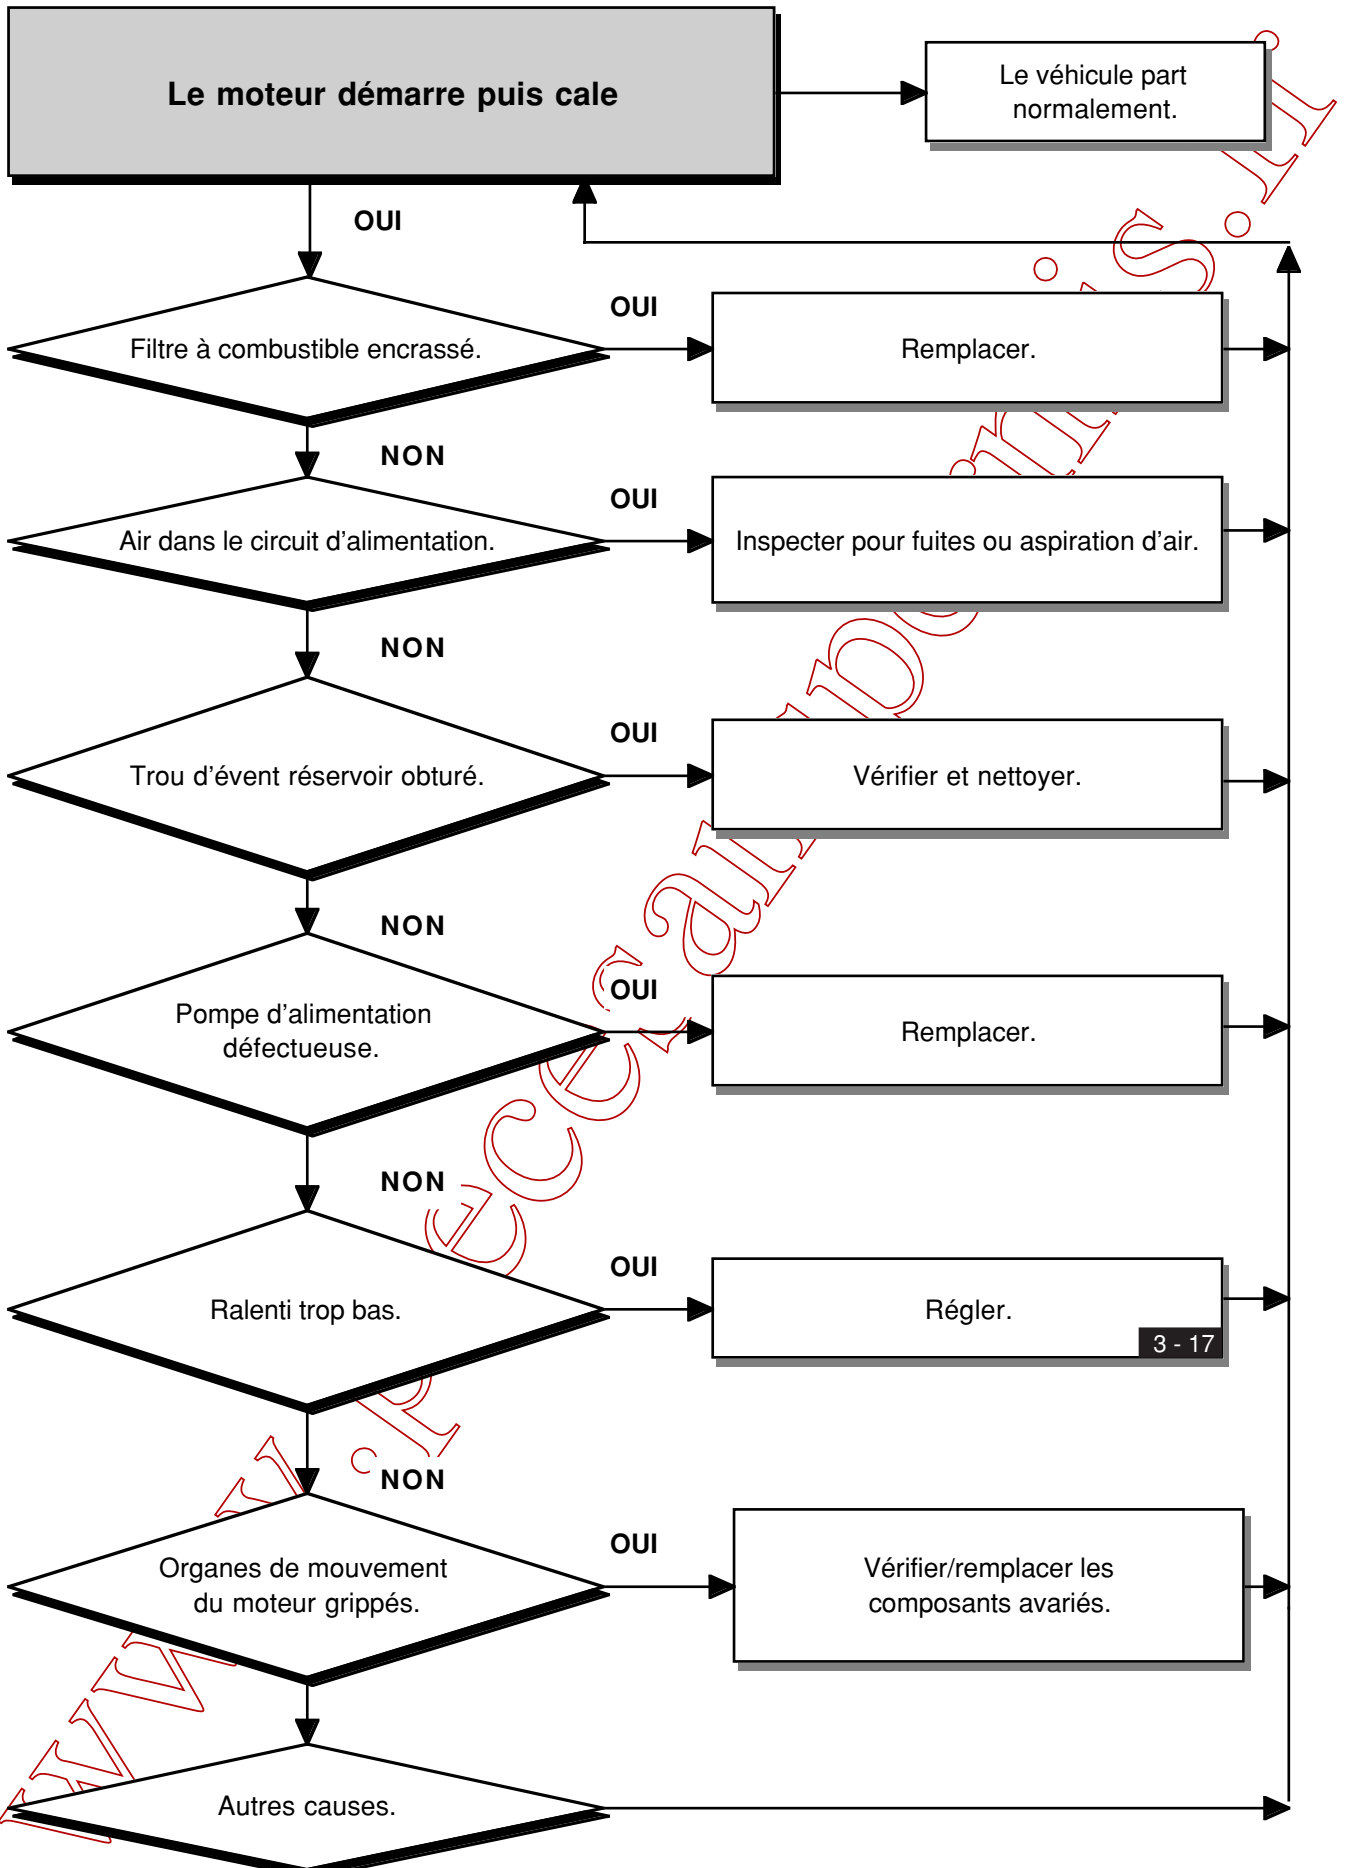 Le moteur démarre puis cale
Le véhicule part
normalement.
OUI
Filtre à combustible encrassé.
OUI
Remplacer.
NON
Air dans le circuit d'alimentation.
OUI
Inspecter pour fuites ou aspiration d'air.
NON
Trou d'évent réservoir obturé.
OUI
Vérifier et nettoyer.
NON
Pompe d'alimentation
défectueuse.
OUI
Remplacer.
NON
Ralenti trop bas.
OUI
Régler.
3 - 17
NON
Organes de mouvement
du moteur grippés.
OUI
Vérifier/remplacer les
composants avariés.
Autres causes.